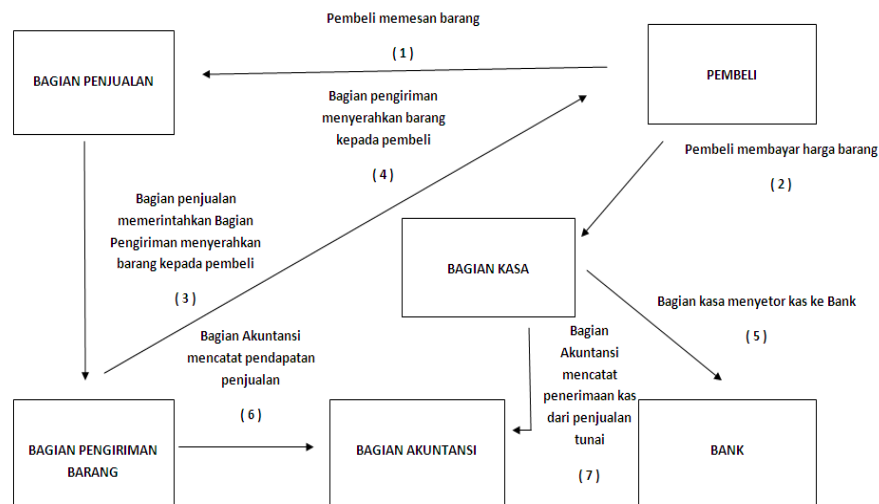 Pembeli memesan barang
( 1 )
BAGIAN PENJUALAN
PEMBELI
Bagian pengiriman
menyerahkan barang
kepada pembeli
( 4 )
Pembeli membayar harga barang
( 2 )
Bagian penjualan
memerintahkan Bagian
Pengiriman menyerahkan
barang kepada pembeli
( 3 )
BAGIAN KASA
Bagian kasa menyetor kas ke Bank
( 5 )
Bagian Akuntansi
mencatat pendapatan
penjualan
( 6 )
Bagian
Akuntansi
mencatat
penerimaan kas
dari penjualan
tunai
( 7 )
BAGIAN PENGIRIMAN
BARANG
BAGIAN AKUNTANSI
BANK